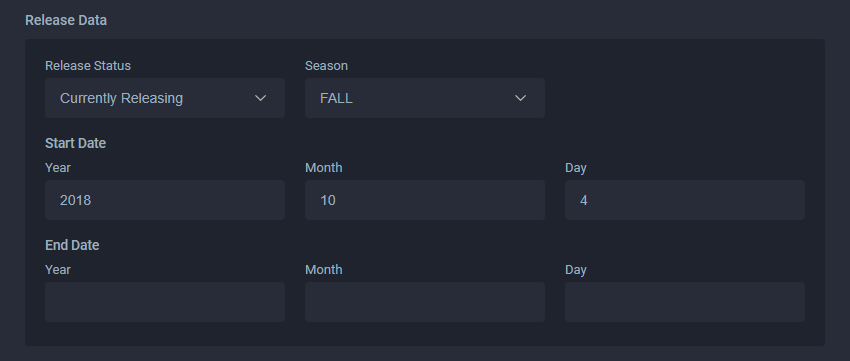 Release Data
Release Status Season
Currently Releasing FALL
Start Date
Year Month Day
2018 10 4
End Date
Year Month Day